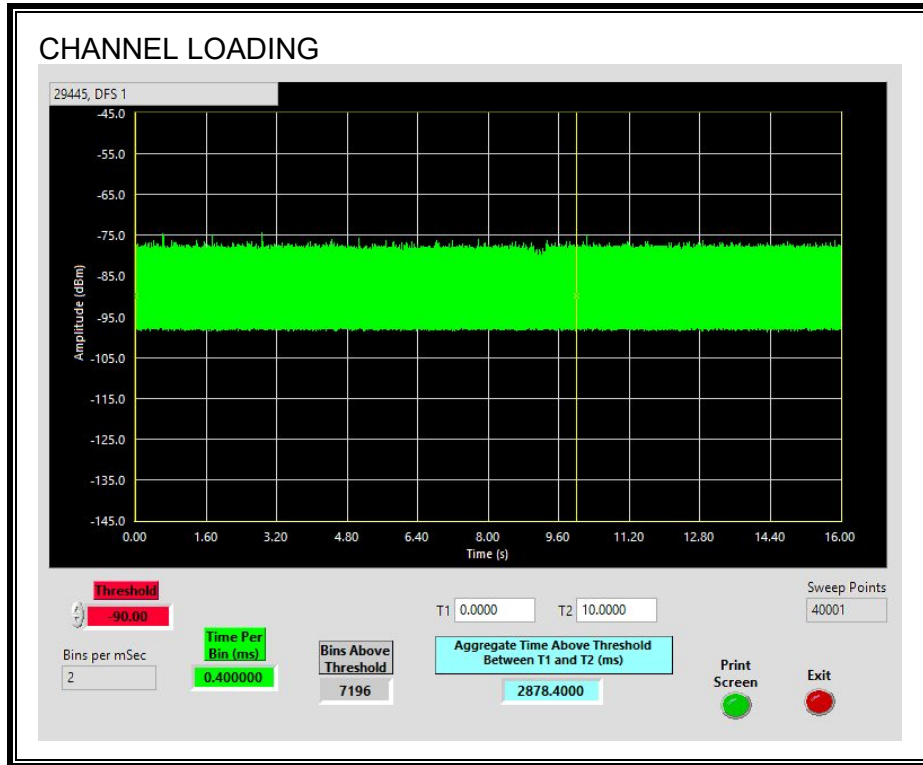 CHANNEL LOADING
29445, DFS 1
-45.0
-55.0
-65.0
-75.0
-85.0
-95.0
-105.0
-115.0
-125.0
-135.0
-145.0
Amplitude (dBm)
0.00 1.60 3.20 4.80 6.40 8.00 9.60 11.20 12.80 14.40 16.00
Time (s)
Threshold
-90.00
Bins per mSec
2
Time Per
Bin (ms)
0.400000
Bins Above
Threshold
7196
T1 0.0000 T2 10.0000
Aggregate Time Above Threshold
Between T1 and T2 (ms)
2878.4000
Sweep Points
40001
Print
Screen
Exit